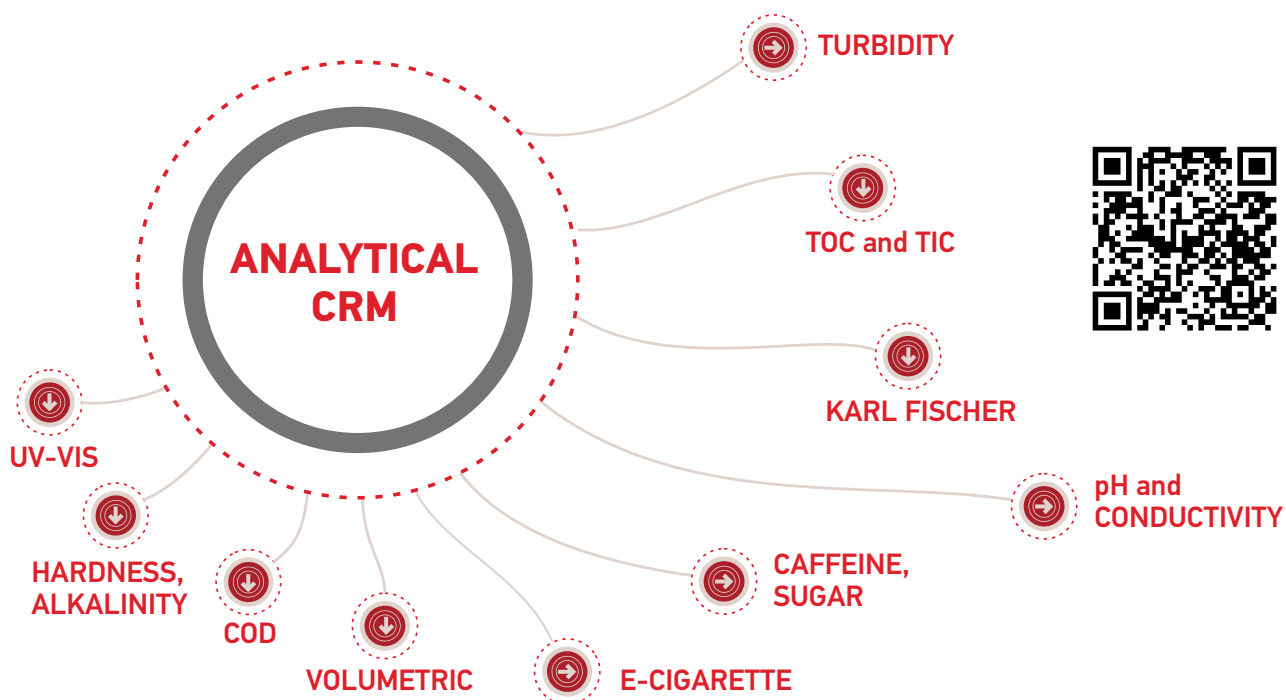 TURBIDITY
ANALYTICAL
CRM
TOC and TIC
KARL FISCHER
UV-VIS
pH and
CONDUCTIVITY
HARDNESS,
ALKALINITY
CAFFEINE,
SUGAR
COD
VOLUMETRIC
E-CIGARETTE